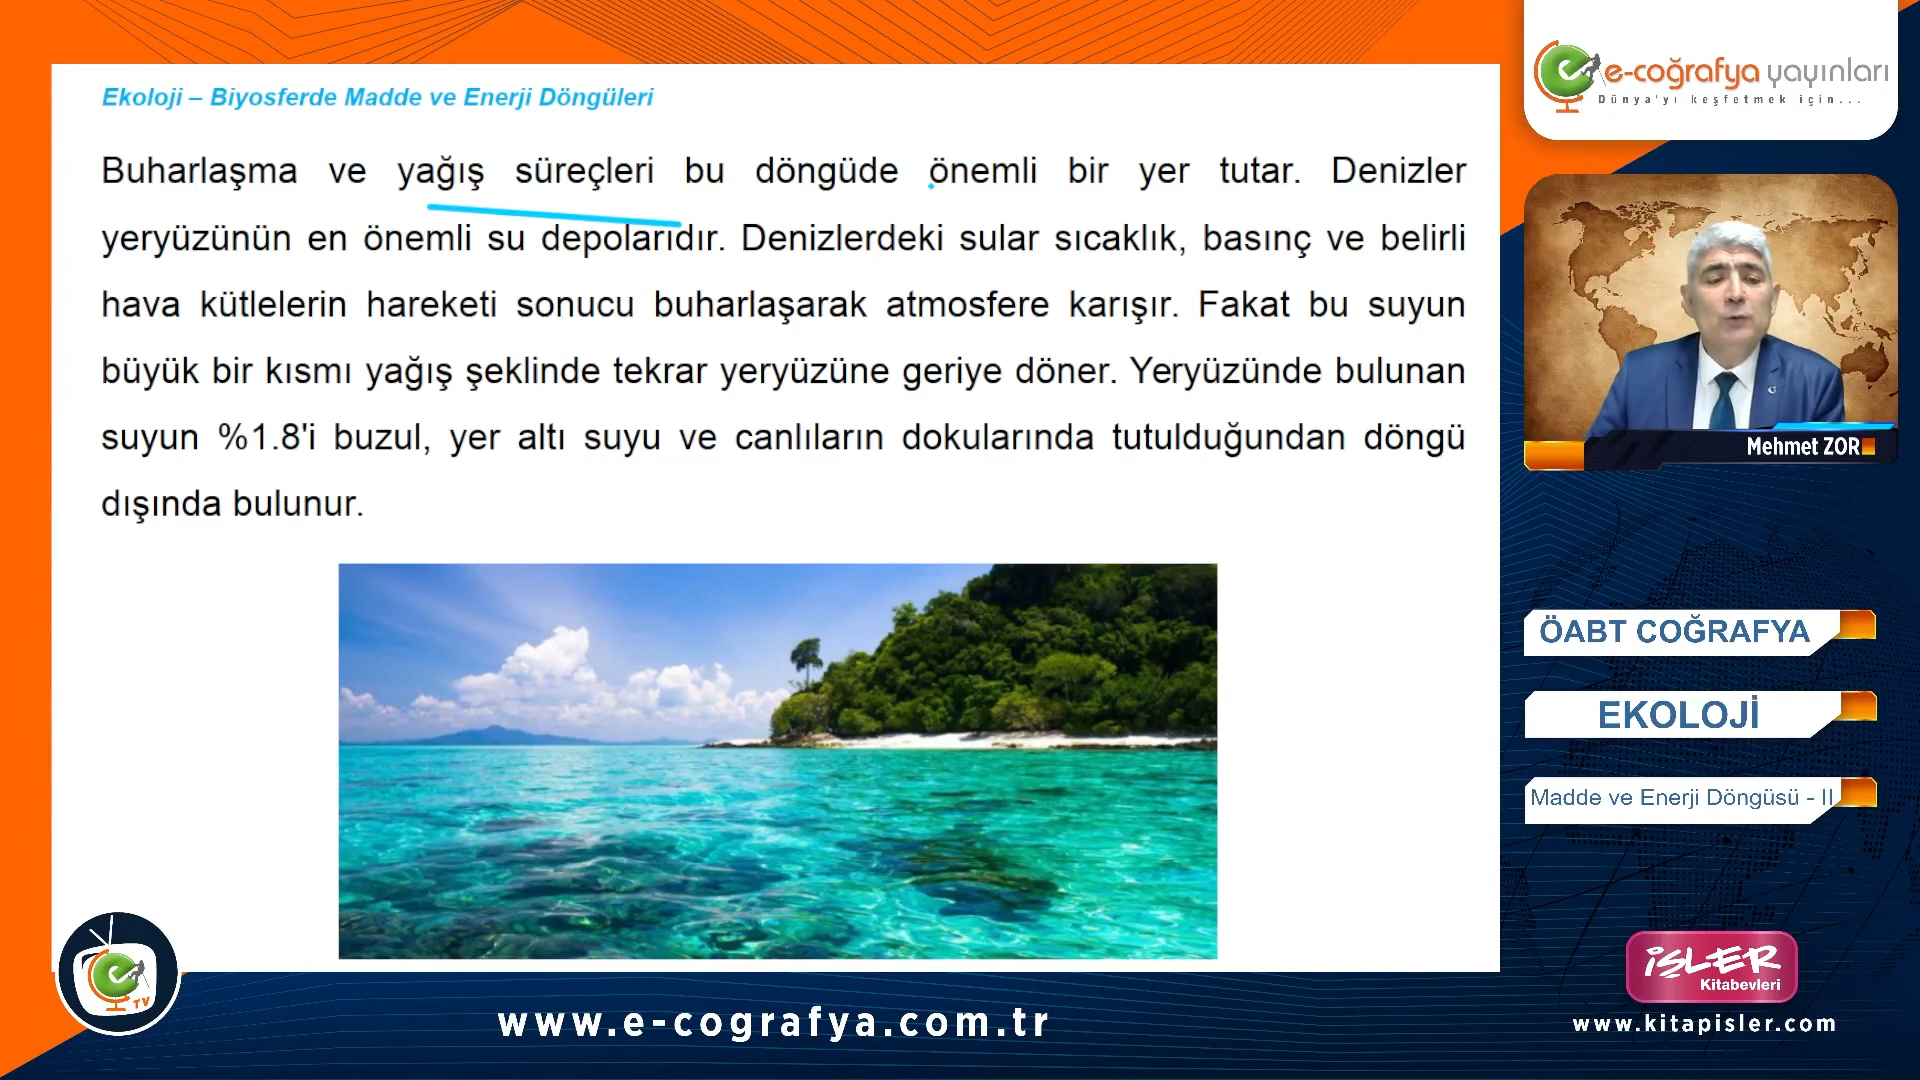 Ekoloji – Biyosferde Madde ve Enerji Döngüleri
Buharlaşma ve yağış süreçleri bu döngüde önemli bir yer tutar. Denizler
yeryüzünün en önemli su depolarıdır. Denizlerdeki sular sıcaklık, basınç ve belirli
hava kütlelerin hareketi sonucu buharlaşarak atmosfere karışır. Fakat bu suyun
büyük bir kısmı yağış şeklinde tekrar yeryüzüne geriye döner. Yeryüzünde bulunan
suyun %1.8'i buzul, yer altı suyu ve canlıların dokularında tutulduğundan döngü
dışında bulunur.
e-coğrafya yayınları
Dünya'yı keşfetmek için...
Mehmet ZOR
ÖABT COĞRAFYA
EKOLOJİ
Madde ve Enerji Döngüsü - II
İŞLER
Kitabevleri
www.kitapisler.com
e TV
www.e-cografya.com.tr